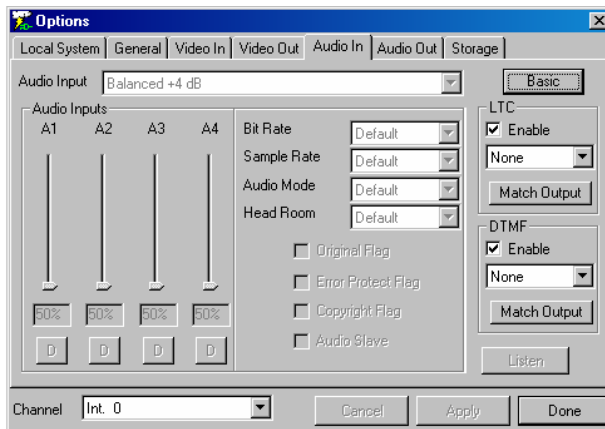 Options
Local System General Video In Video Out Audio In Audio Out Storage
Audio Input Balanced +4 dB Basic
Audio Inputs
A1 A2 A3 A4
50% 50% 50% 50%
D D D D
Bit Rate Default
Sample Rate Default
Audio Mode Default
Head Room Default
Original Flag
Error Protect Flag
Copyright Flag
Audio Slave
LTC
Enable
None
Match Output
DTMF
Enable
None
Match Output
Listen
Channel Int. 0 Cancel Apply Done